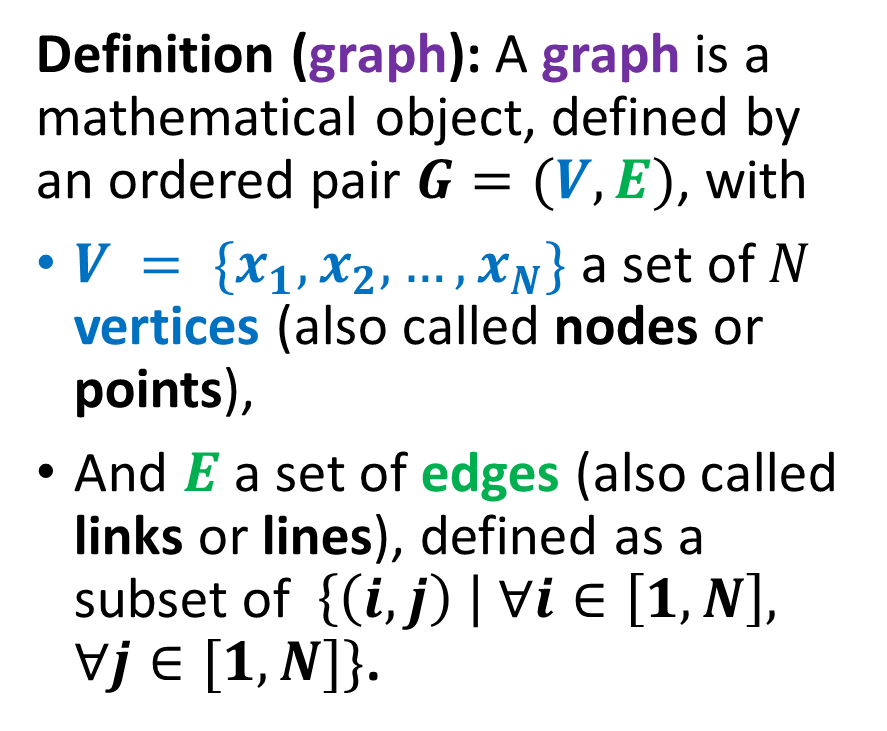 Definition (graph): A graph is a
mathematical object, defined by
an ordered pair G = (V, E), with
• V = {x₁, x₂, … , x_N} a set of N
vertices (also called nodes or
points),
• And E a set of edges (also called
links or lines), defined as a
subset of {(i, j) | ∀i ∈ [1, N],
∀j ∈ [1, N]}.